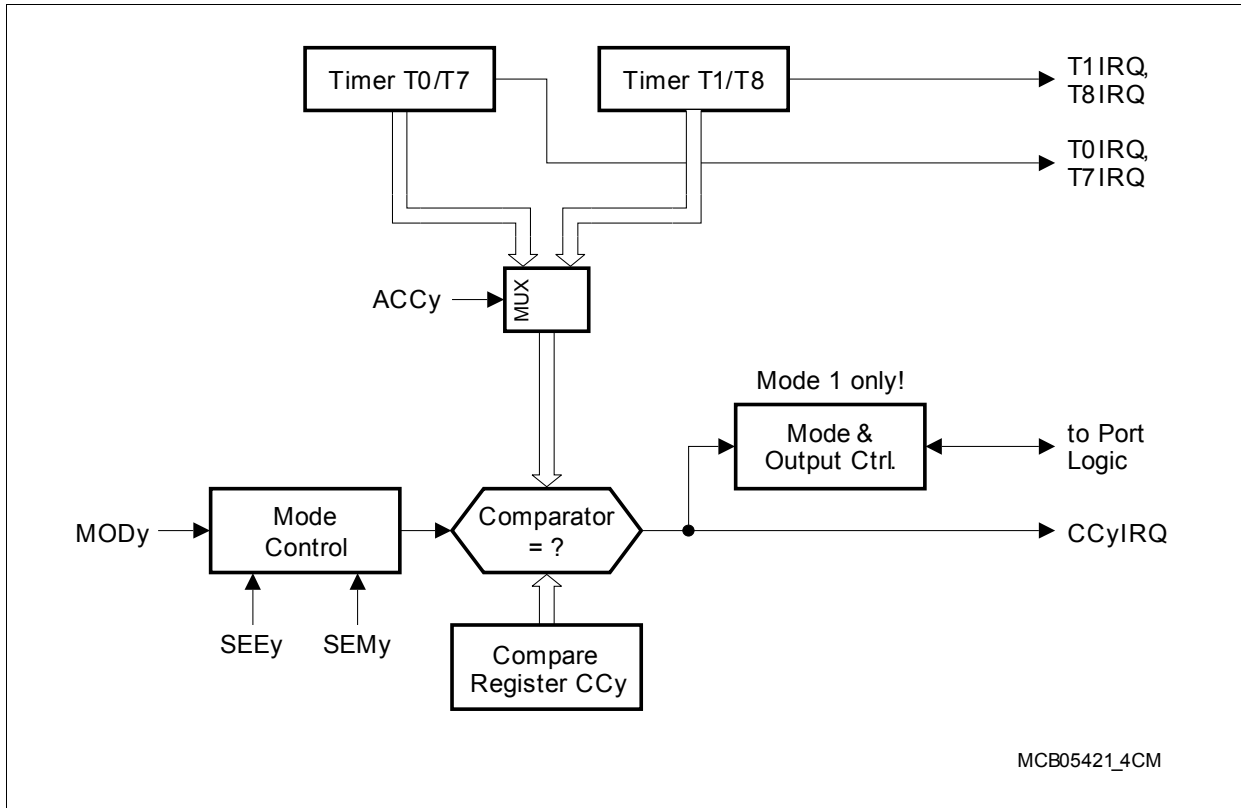 Timer T0/T7
Timer T1/T8
T1IRQ,
T8IRQ
T0IRQ,
T7IRQ
ACCy
MUX
Mode 1 only!
Mode &
Output Ctrl.
to Port
Logic
MODy
Mode
Control
Comparator
= ?
CCyIRQ
SEEy
SEMy
Compare
Register CCy
MCB05421_4CM